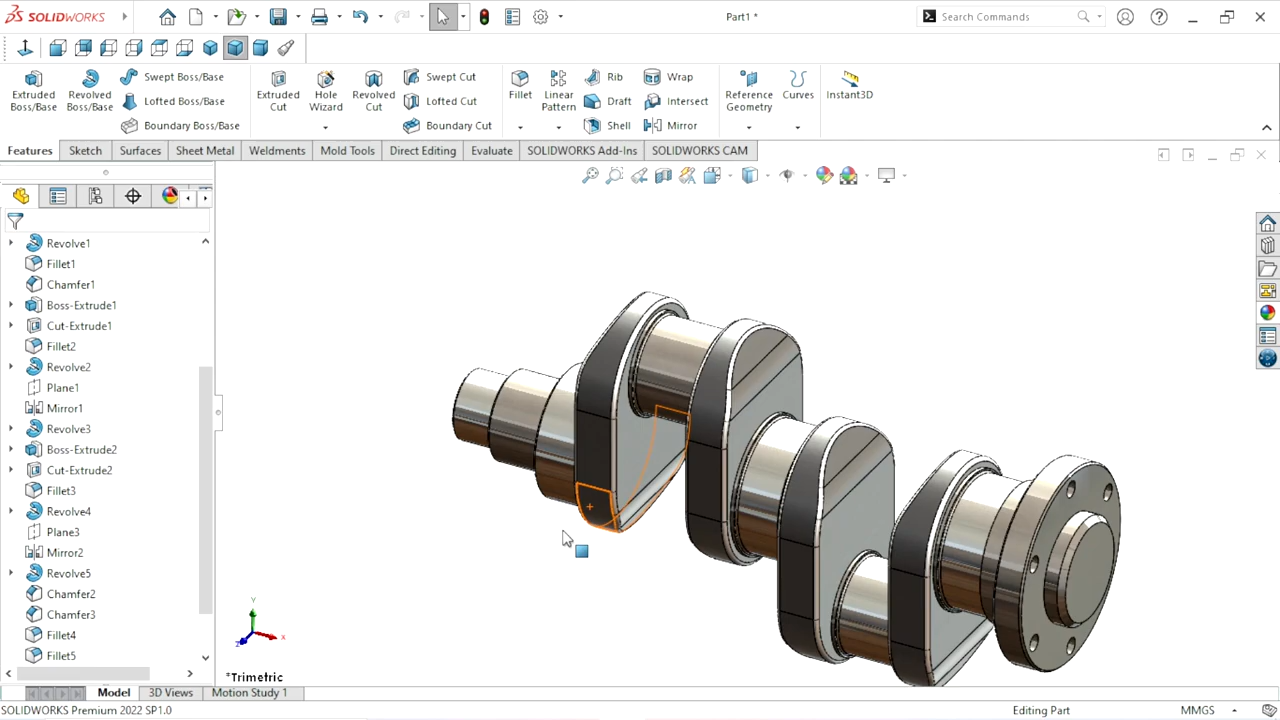 SOLIDWORKS
Part1 *
Search Commands
Extruded Boss/Base
Revolved Boss/Base
Swept Boss/Base
Lofted Boss/Base
Boundary Boss/Base
Extruded Cut
Hole Wizard
Revolved Cut
Swept Cut
Lofted Cut
Boundary Cut
Fillet
Linear Pattern
Rib
Draft
Shell
Wrap
Intersect
Mirror
Reference Geometry
Curves
Instant3D
Features Sketch Surfaces Sheet Metal Weldments Mold Tools Direct Editing Evaluate SOLIDWORKS Add-Ins SOLIDWORKS CAM
Revolve1
Fillet1
Chamfer1
Boss-Extrude1
Cut-Extrude1
Fillet2
Revolve2
Plane1
Mirror1
Revolve3
Boss-Extrude2
Cut-Extrude2
Fillet3
Revolve4
Plane3
Mirror2
Revolve5
Chamfer2
Chamfer3
Fillet4
Fillet5
Y
X
Z
*Trimetric
Model 3D Views Motion Study 1
SOLIDWORKS Premium 2022 SP1.0
Editing Part
MMGS